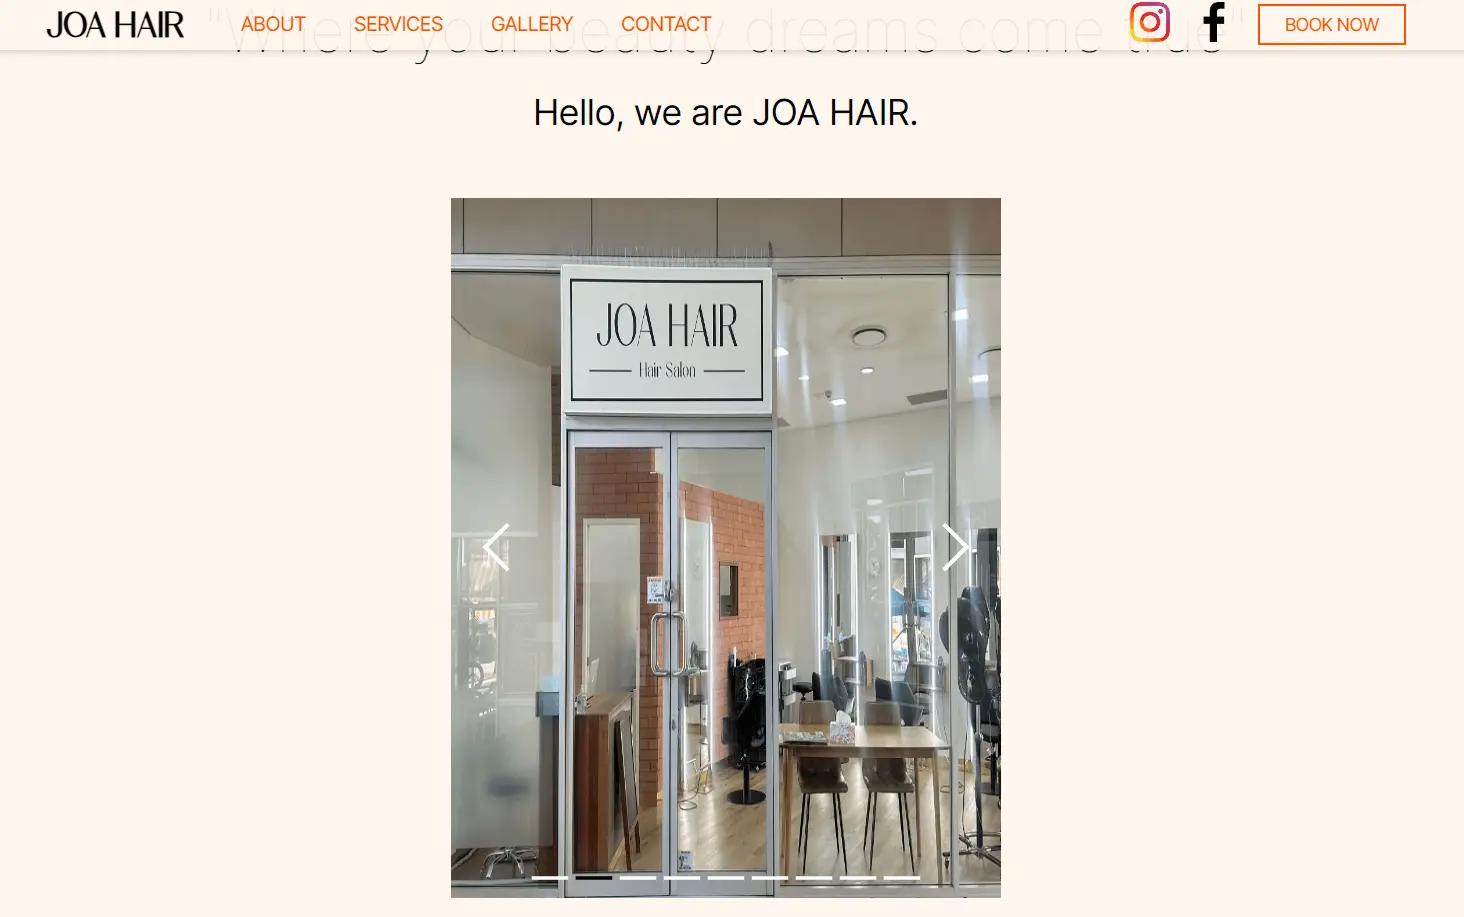 JOA HAIR
ABOUT
SERVICES
GALLERY
CONTACT
BOOK NOW
"Where your beauty dreams come true"
Hello, we are JOA HAIR.
JOA HAIR
Hair Salon